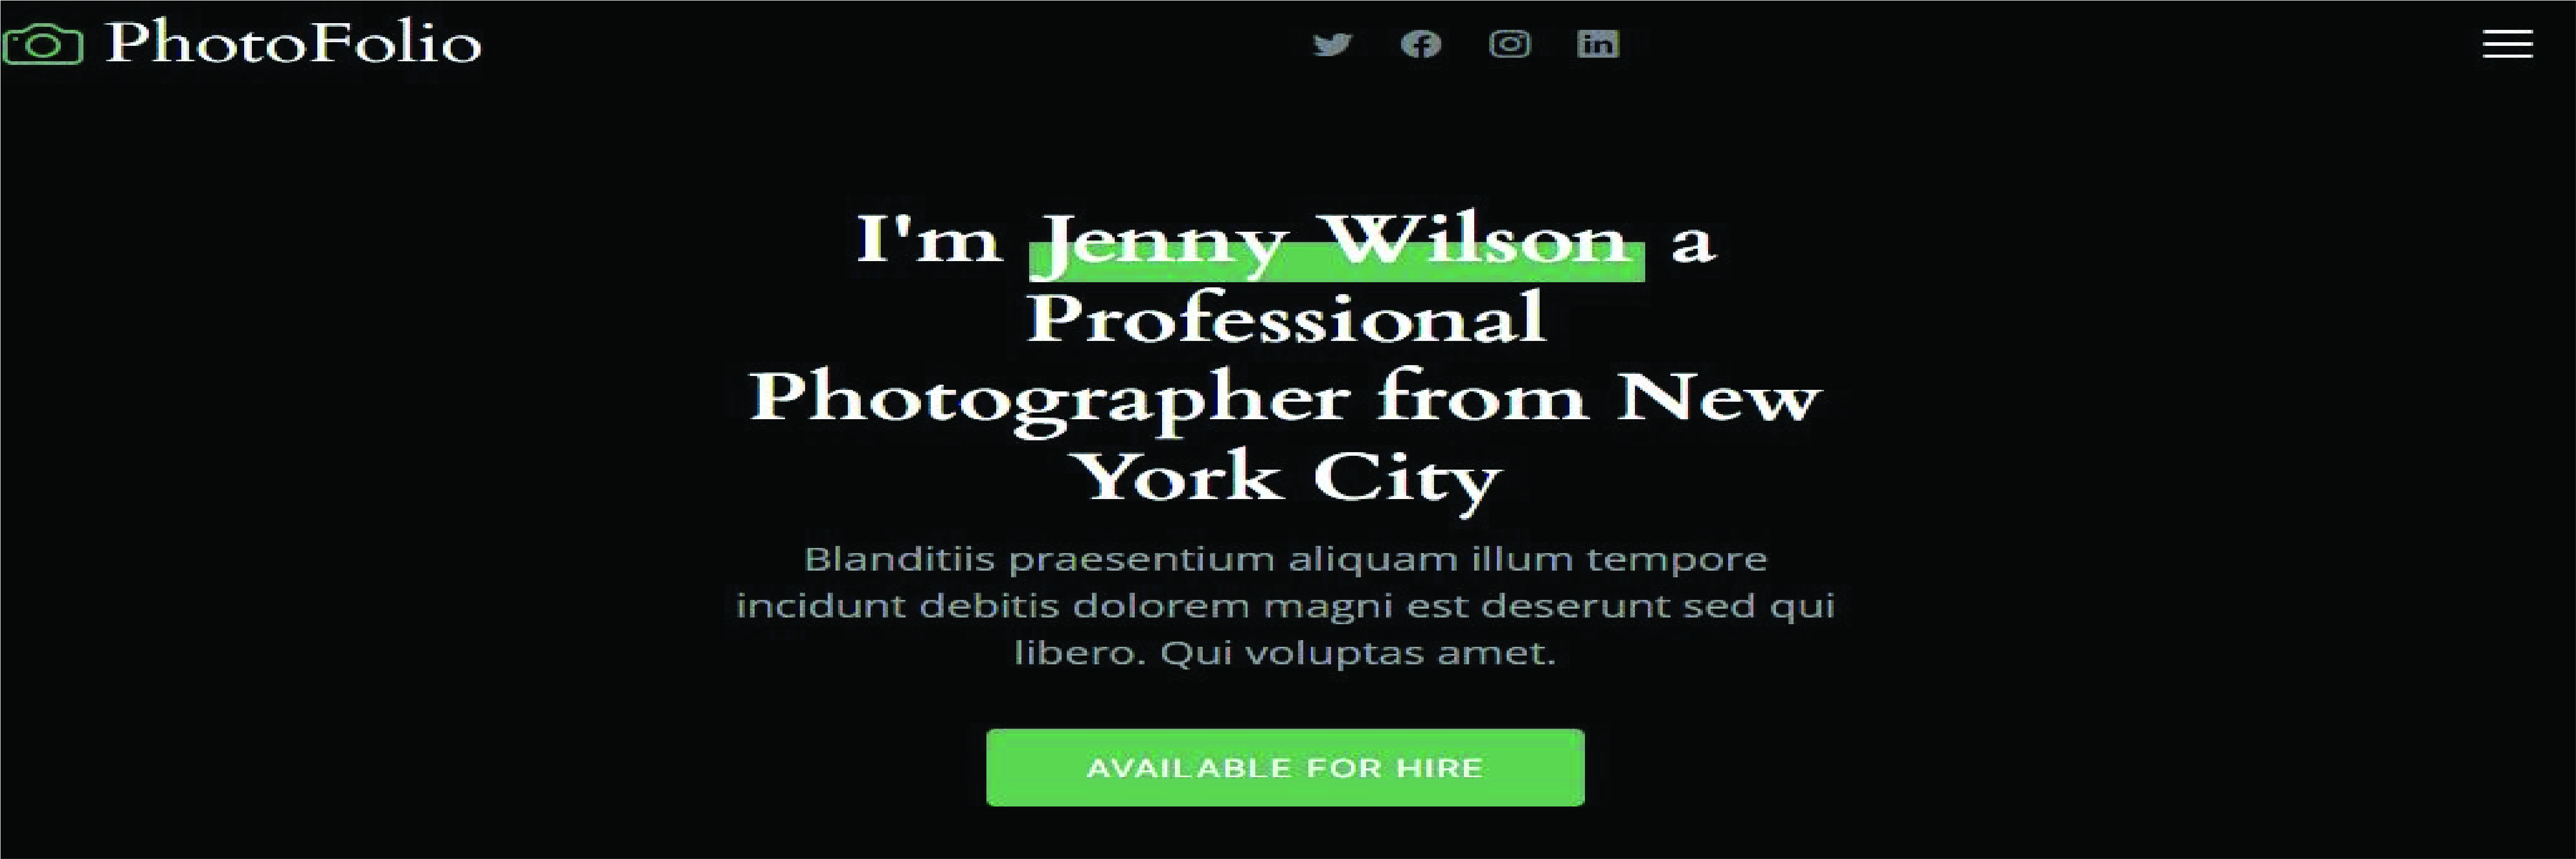 PhotoFolio
I'm Jenny Wilson a
Professional
Photographer from New
York City
Blanditiis praesentium aliquam illum tempore
incidunt debitis dolorem magni est deserunt sed qui
libero. Qui voluptas amet.
AVAILABLE FOR HIRE